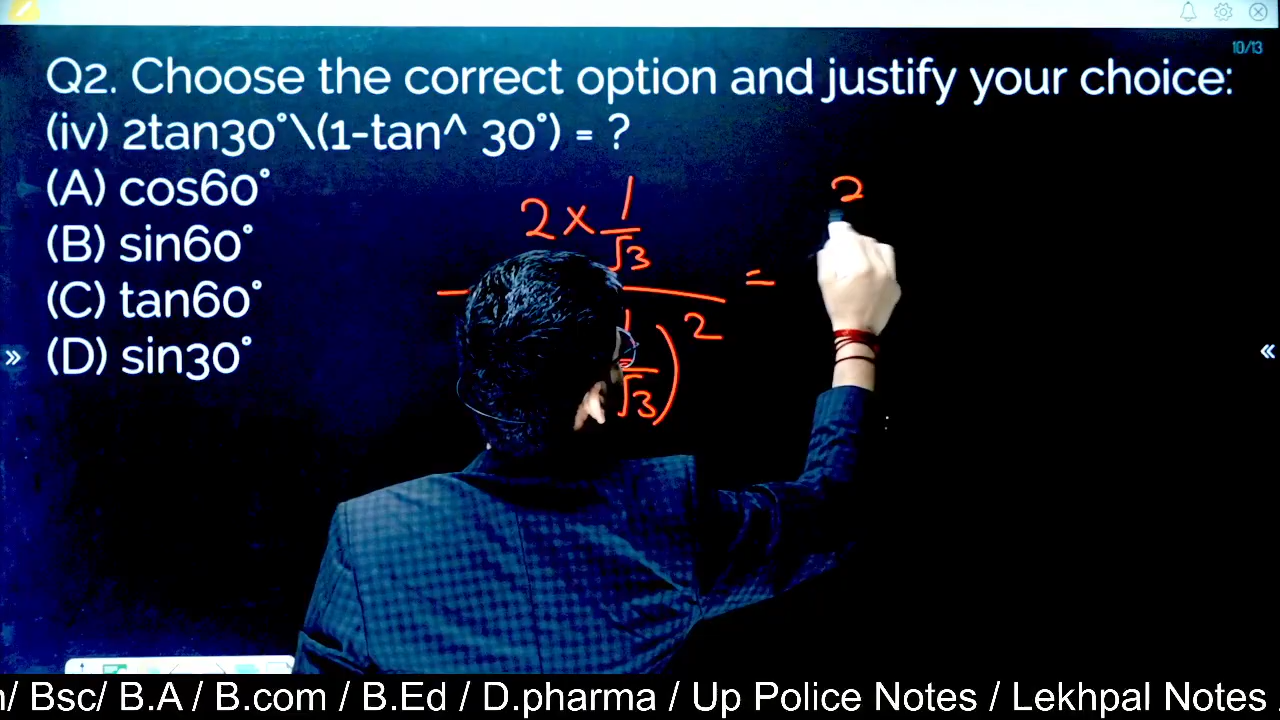 10/13
Q2. Choose the correct option and justify your choice:
(iv) 2tan30°\(1-tan^ 30°) = ?
(A) cos60°
(B) sin60°
(C) tan60°
(D) sin30°
2 × 1/√3
= 2
1/√3)²
/ Bsc/ B.A / B.com / B.Ed / D.pharma / Up Police Notes / Lekhpal Notes